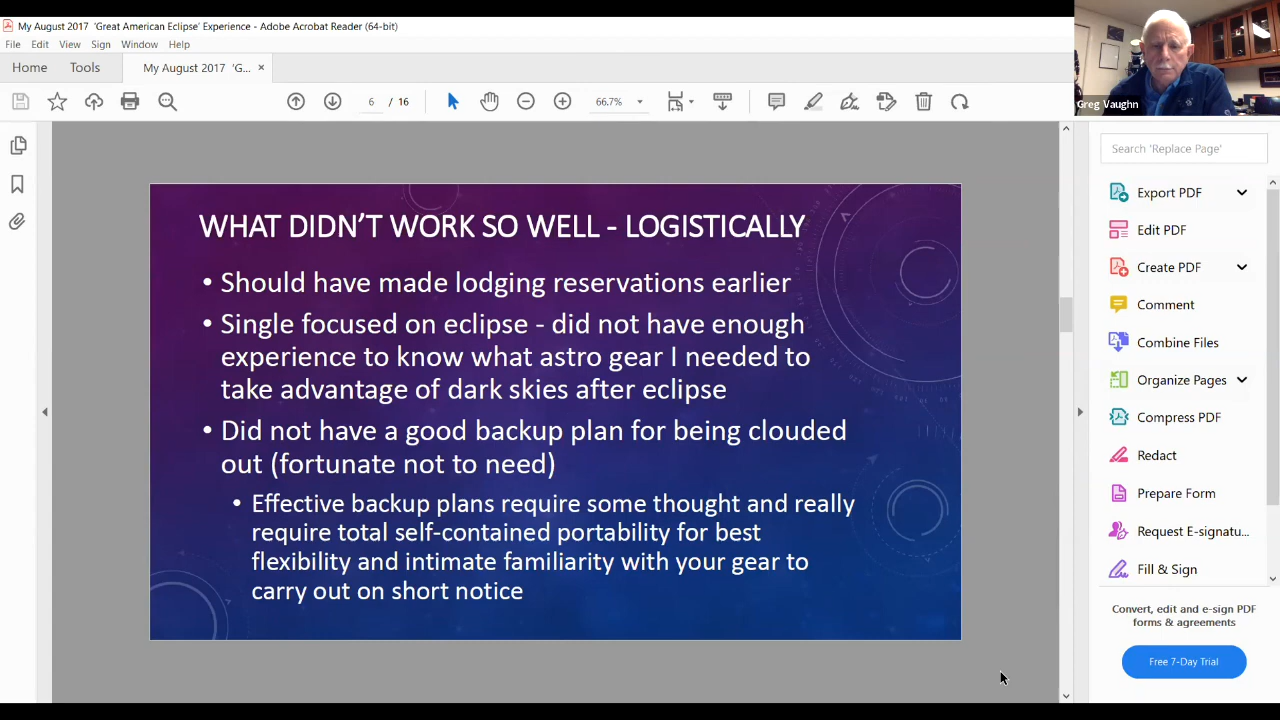 My August 2017 'Great American Eclipse' Experience - Adobe Acrobat Reader (64-bit)
File Edit View Sign Window Help
Home Tools My August 2017 'G... ×
6 / 16 66.7%
Greg Vaughn
WHAT DIDN'T WORK SO WELL - LOGISTICALLY
• Should have made lodging reservations earlier
• Single focused on eclipse - did not have enough
experience to know what astro gear I needed to
take advantage of dark skies after eclipse
• Did not have a good backup plan for being clouded
out (fortunate not to need)
• Effective backup plans require some thought and really
require total self-contained portability for best
flexibility and intimate familiarity with your gear to
carry out on short notice
Search 'Replace Page'
Export PDF
Edit PDF
Create PDF
Comment
Combine Files
Organize Pages
Compress PDF
Redact
Prepare Form
Request E-signatu...
Fill & Sign
Convert, edit and e-sign PDF
forms & agreements
Free 7-Day Trial